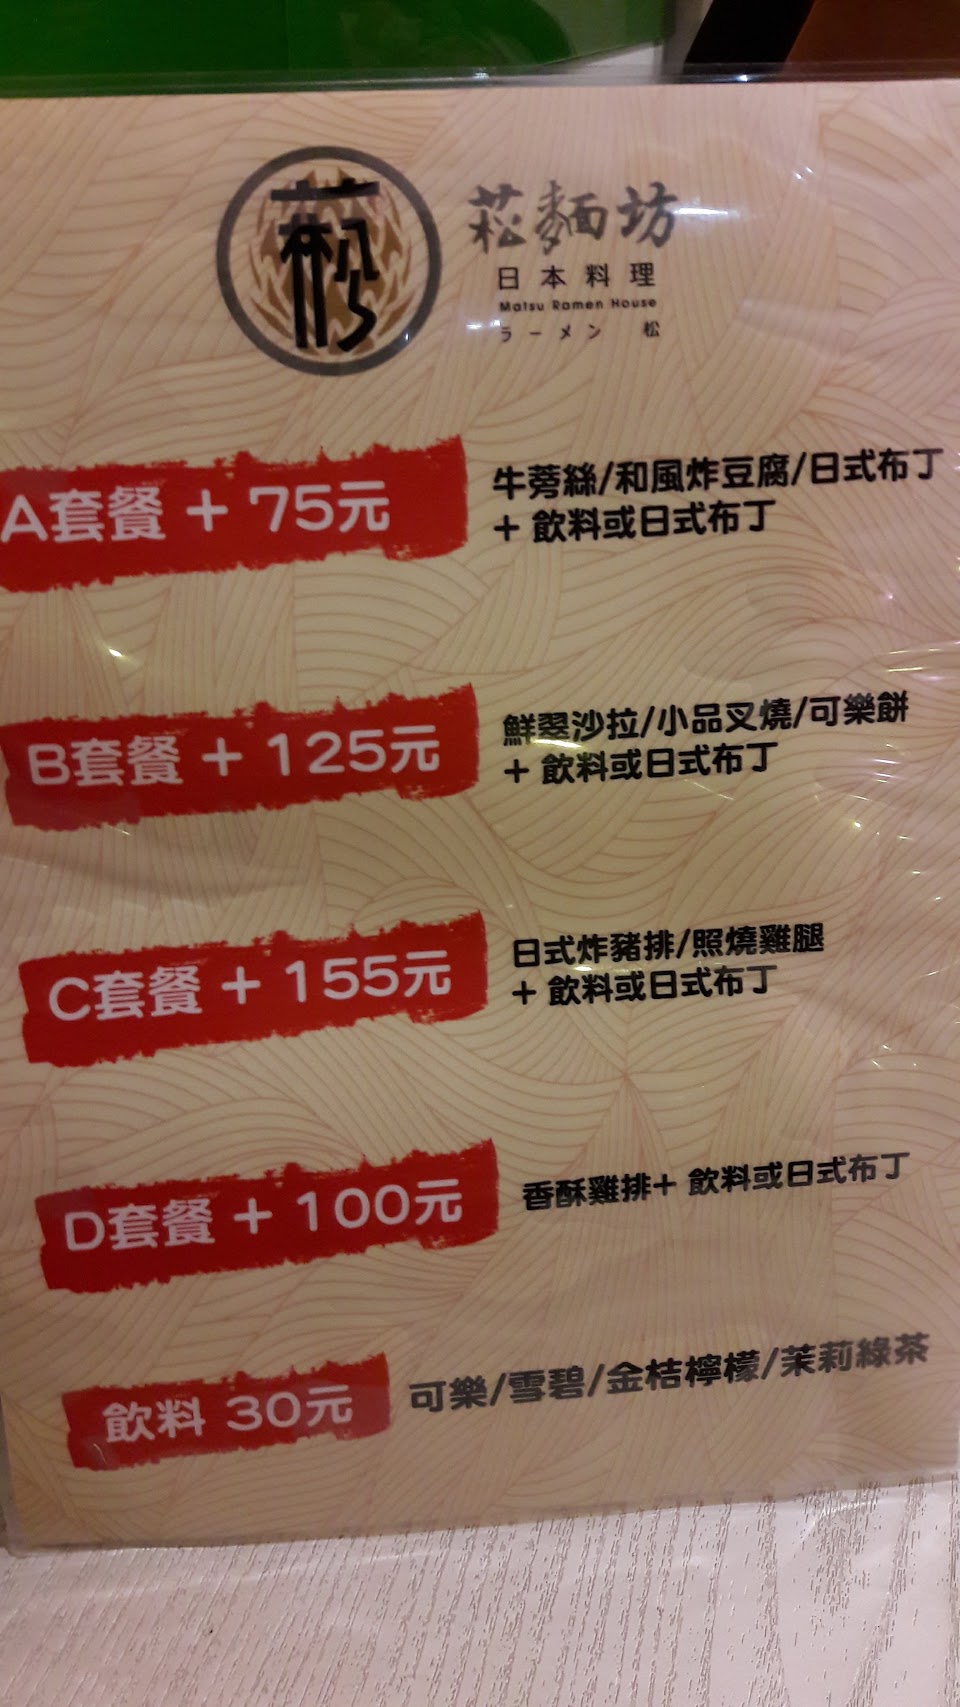 菘
菘麵坊
日本料理
Matsu Ramen House
ラーメン 松
A套餐 + 75元
牛蒡絲/和風炸豆腐/日式布丁
+ 飲料或日式布丁
B套餐 + 125元
鮮翠沙拉/小品叉燒/可樂餅
+ 飲料或日式布丁
C套餐 + 155元
日式炸豬排/照燒雞腿
+ 飲料或日式布丁
D套餐 + 100元
香酥雞排+ 飲料或日式布丁
飲料 30元
可樂/雪碧/金桔檸檬/茉莉綠茶